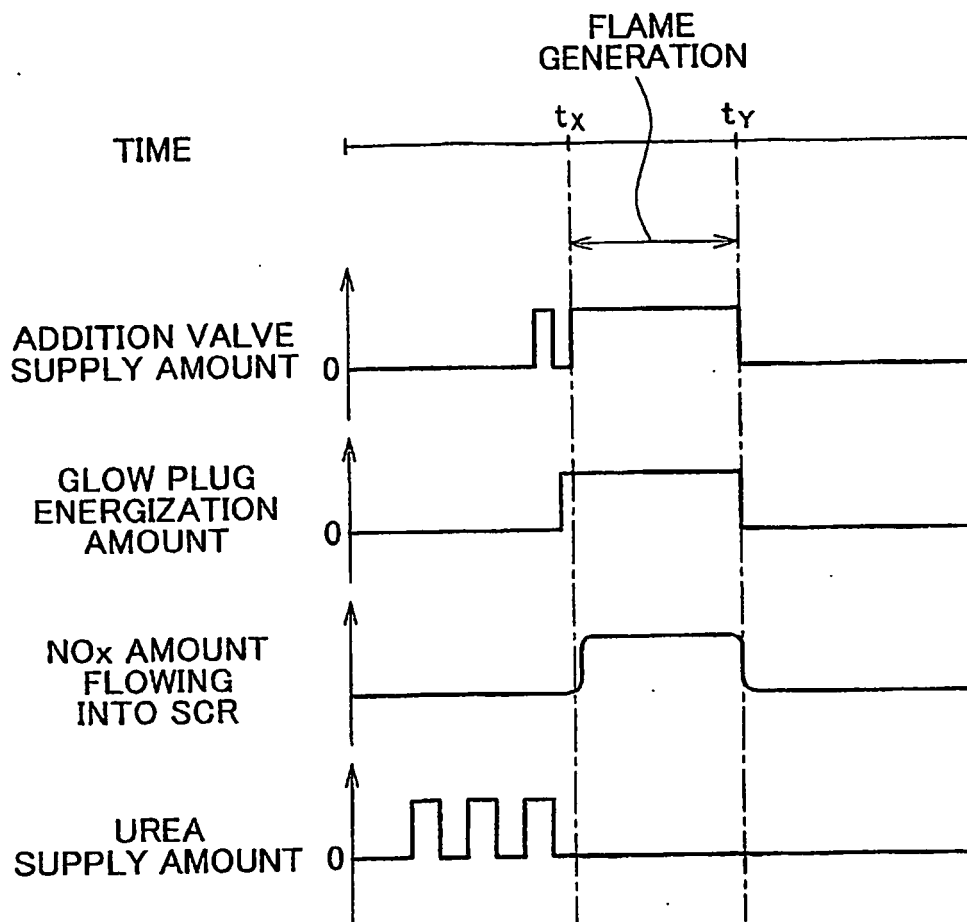 FLAME
GENERATION
tX tY
TIME
ADDITION VALVE
SUPPLY AMOUNT 0
GLOW PLUG
ENERGIZATION
AMOUNT 0
NOx AMOUNT
FLOWING
INTO SCR
UREA
SUPPLY AMOUNT 0